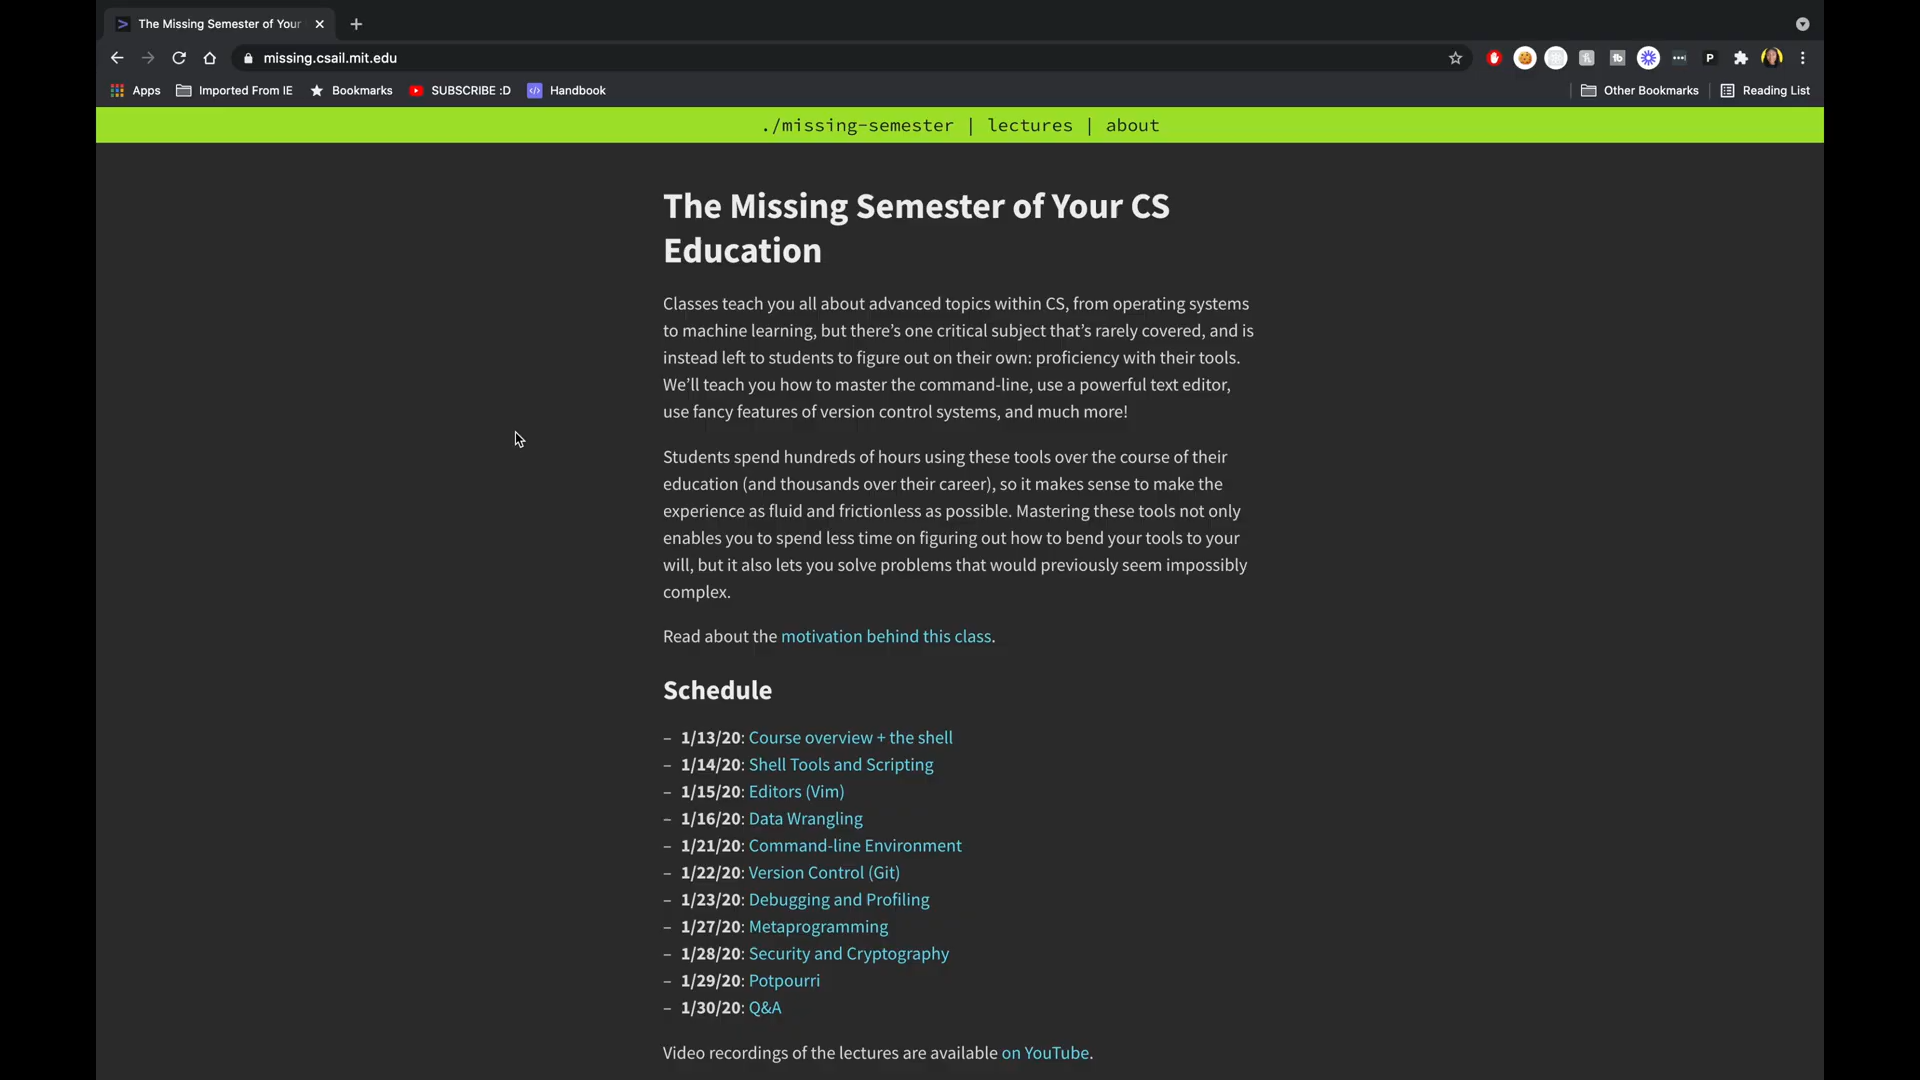 The Missing Semester of Your
missing.csail.mit.edu
Apps Imported From IE Bookmarks SUBSCRIBE :D Handbook Other Bookmarks Reading List
./missing-semester | lectures | about
The Missing Semester of Your CS
Education
Classes teach you all about advanced topics within CS, from operating systems
to machine learning, but there’s one critical subject that’s rarely covered, and is
instead left to students to figure out on their own: proficiency with their tools.
We’ll teach you how to master the command-line, use a powerful text editor,
use fancy features of version control systems, and much more!
Students spend hundreds of hours using these tools over the course of their
education (and thousands over their career), so it makes sense to make the
experience as fluid and frictionless as possible. Mastering these tools not only
enables you to spend less time on figuring out how to bend your tools to your
will, but it also lets you solve problems that would previously seem impossibly
complex.
Read about the motivation behind this class.
Schedule
– 1/13/20: Course overview + the shell
– 1/14/20: Shell Tools and Scripting
– 1/15/20: Editors (Vim)
– 1/16/20: Data Wrangling
– 1/21/20: Command-line Environment
– 1/22/20: Version Control (Git)
– 1/23/20: Debugging and Profiling
– 1/27/20: Metaprogramming
– 1/28/20: Security and Cryptography
– 1/29/20: Potpourri
– 1/30/20: Q&A
Video recordings of the lectures are available on YouTube.